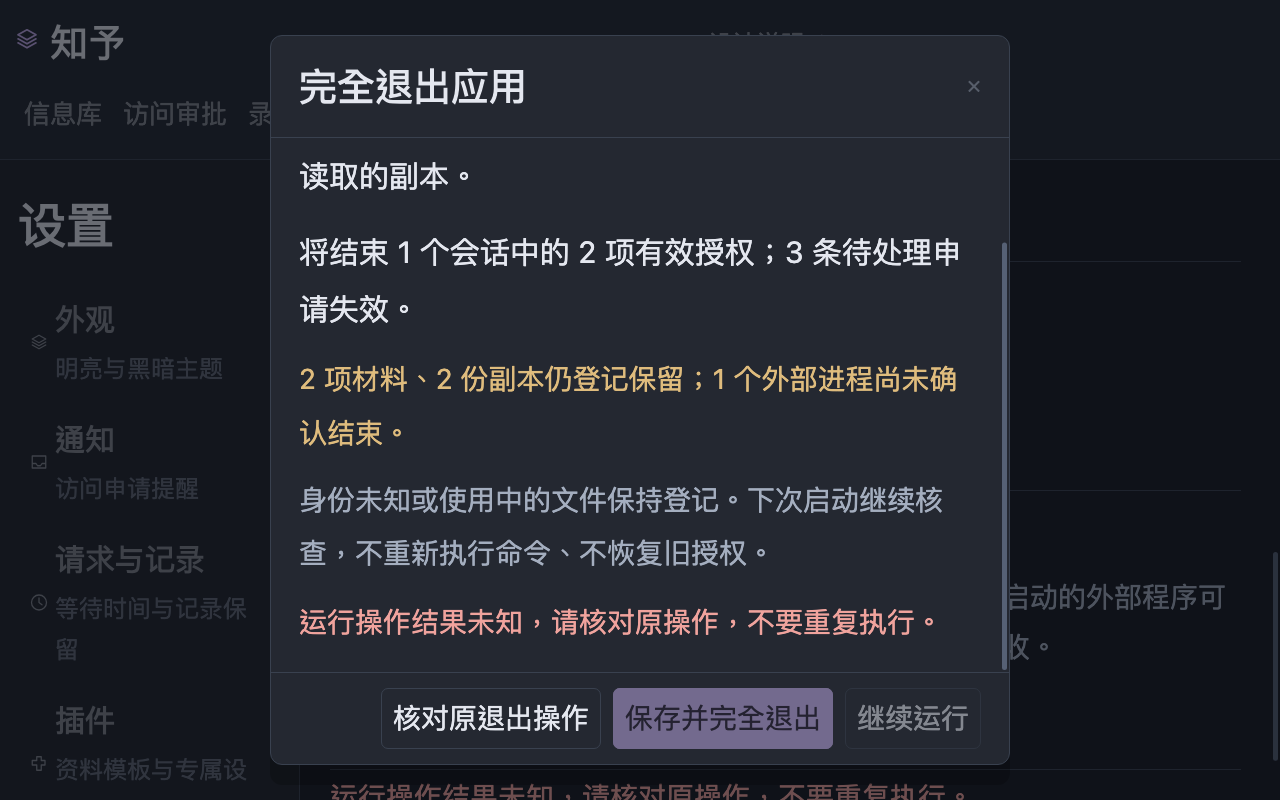 知予
信息库 访问审批 录
完全退出应用
×
读取的副本。
将结束 1 个会话中的 2 项有效授权；3 条待处理申
请失效。
2 项材料、2 份副本仍登记保留；1 个外部进程尚未确
认结束。
身份未知或使用中的文件保持登记。下次启动继续核
查，不重新执行命令、不恢复旧授权。
运行操作结果未知，请核对原操作，不要重复执行。
核对原退出操作
保存并完全退出
继续运行
设置
外观
明亮与黑暗主题
通知
访问申请提醒
请求与记录
等待时间与记录保
留
插件
资料模板与专属设
启动的外部程序可
收。
运行操作结果未知，请核对原操作，不要重复执行。